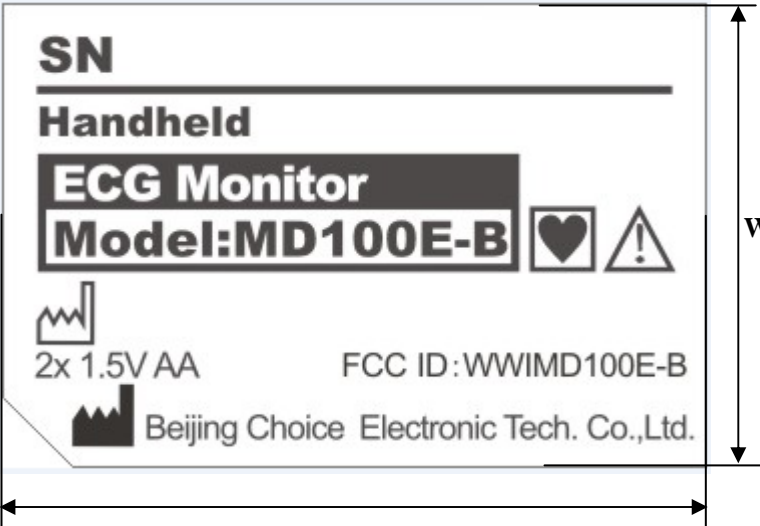 SN
Handheld
ECG Monitor
Model:MD100E-B
2x 1.5V AA
FCC ID:WWIMD100E-B
Beijing Choice Electronic Tech. Co.,Ltd.